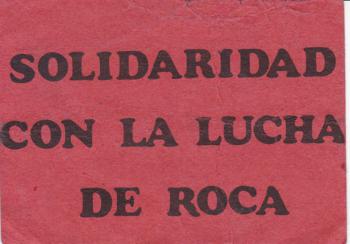 SOLIDARIDAD
CON LA LUCHA
DE ROCA